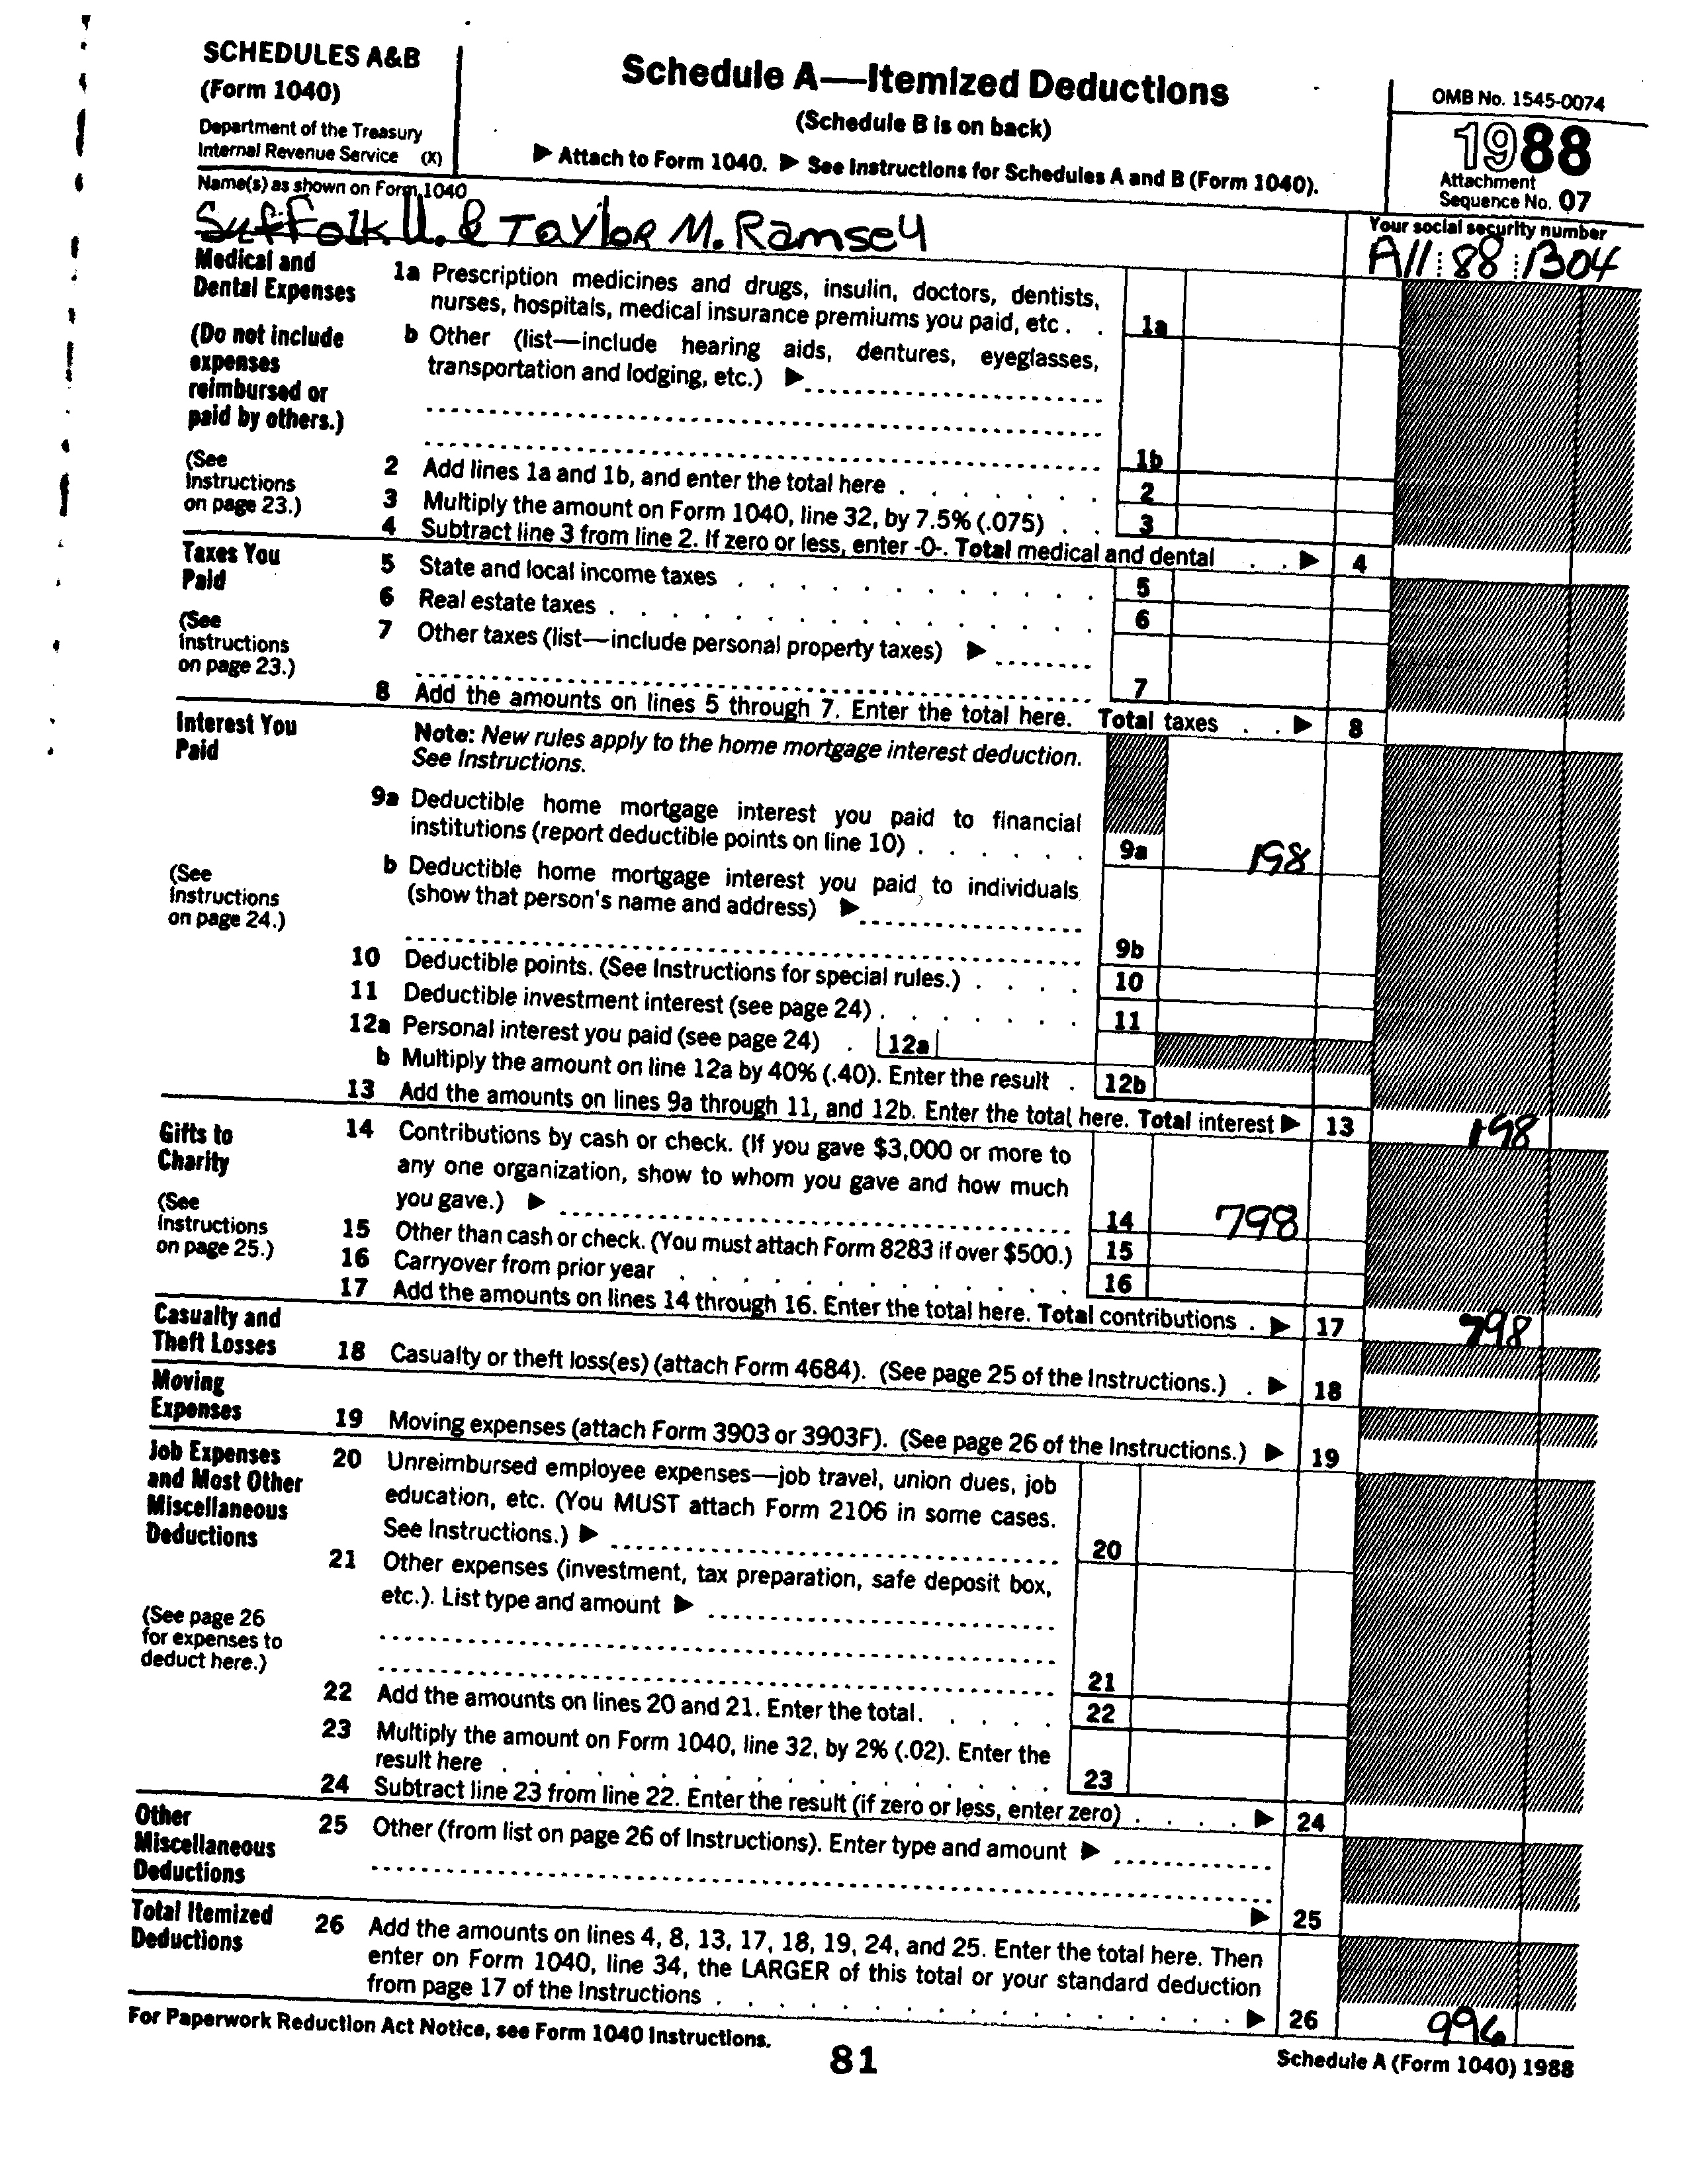 SCHEDULES A&B
(Form 1040)
Department of the Treasury
Internal Revenue Service (X)
Schedule A—Itemized Deductions
(Schedule B is on back)
▶ Attach to Form 1040. ▶ See Instructions for Schedules A and B (Form 1040).
OMB No. 1545-0074
1988
Attachment
Sequence No. 07
Name(s) as shown on Form 1040
Suffolk U. & Taylor M. Ramsey
Your social security number
A11 88 1304
Medical and
Dental Expenses
(Do not include
expenses
reimbursed or
paid by others.)
(See
Instructions
on page 23.)
1a Prescription medicines and drugs, insulin, doctors, dentists,
nurses, hospitals, medical insurance premiums you paid, etc . . 1a
b Other (list—include hearing aids, dentures, eyeglasses,
transportation and lodging, etc.) ▶
1b
2 Add lines 1a and 1b, and enter the total here . . . . . . . 2
3 Multiply the amount on Form 1040, line 32, by 7.5% (.075) . . 3
4 Subtract line 3 from line 2. If zero or less, enter -0-. Total medical and dental . . ▶ 4
Taxes You
Paid
(See
Instructions
on page 23.)
5 State and local income taxes . . . . . . . . . . . 5
6 Real estate taxes . . . . . . . . . . . . . . 6
7 Other taxes (list—include personal property taxes) ▶
7
8 Add the amounts on lines 5 through 7. Enter the total here. Total taxes . . ▶ 8
Interest You
Paid
(See
Instructions
on page 24.)
Note: New rules apply to the home mortgage interest deduction.
See Instructions.
9a Deductible home mortgage interest you paid to financial
institutions (report deductible points on line 10) . . . . . . 9a 198
b Deductible home mortgage interest you paid to individuals
(show that person's name and address) ▶
9b
10 Deductible points. (See Instructions for special rules.) . . . . 10
11 Deductible investment interest (see page 24) . . . . . . . 11
12a Personal interest you paid (see page 24) . 12a
b Multiply the amount on line 12a by 40% (.40). Enter the result . 12b
13 Add the amounts on lines 9a through 11, and 12b. Enter the total here. Total interest ▶ 13 198
Gifts to
Charity
(See
Instructions
on page 25.)
14 Contributions by cash or check. (If you gave $3,000 or more to
any one organization, show to whom you gave and how much
you gave.) ▶ 14 798
15 Other than cash or check. (You must attach Form 8283 if over $500.) 15
16 Carryover from prior year . . . . . . . . . . . . 16
17 Add the amounts on lines 14 through 16. Enter the total here. Total contributions . ▶ 17 798
Casualty and
Theft Losses
18 Casualty or theft loss(es) (attach Form 4684). (See page 25 of the Instructions.) . ▶ 18
Moving
Expenses
19 Moving expenses (attach Form 3903 or 3903F). (See page 26 of the Instructions.) ▶ 19
Job Expenses
and Most Other
Miscellaneous
Deductions
(See page 26
for expenses to
deduct here.)
20 Unreimbursed employee expenses—job travel, union dues, job
education, etc. (You MUST attach Form 2106 in some cases.
See Instructions.) ▶ 20
21 Other expenses (investment, tax preparation, safe deposit box,
etc.). List type and amount ▶
21
22 Add the amounts on lines 20 and 21. Enter the total . . . . . 22
23 Multiply the amount on Form 1040, line 32, by 2% (.02). Enter the
result here . . . . . . . . . . . . . . . . . . 23
24 Subtract line 23 from line 22. Enter the result (if zero or less, enter zero) . . . . ▶ 24
Other
Miscellaneous
Deductions
25 Other (from list on page 26 of Instructions). Enter type and amount ▶
▶ 25
Total Itemized
Deductions
26 Add the amounts on lines 4, 8, 13, 17, 18, 19, 24, and 25. Enter the total here. Then
enter on Form 1040, line 34, the LARGER of this total or your standard deduction
from page 17 of the Instructions . . . . . . . . . . . . . . . . . ▶ 26 996
For Paperwork Reduction Act Notice, see Form 1040 Instructions.
81
Schedule A (Form 1040) 1988